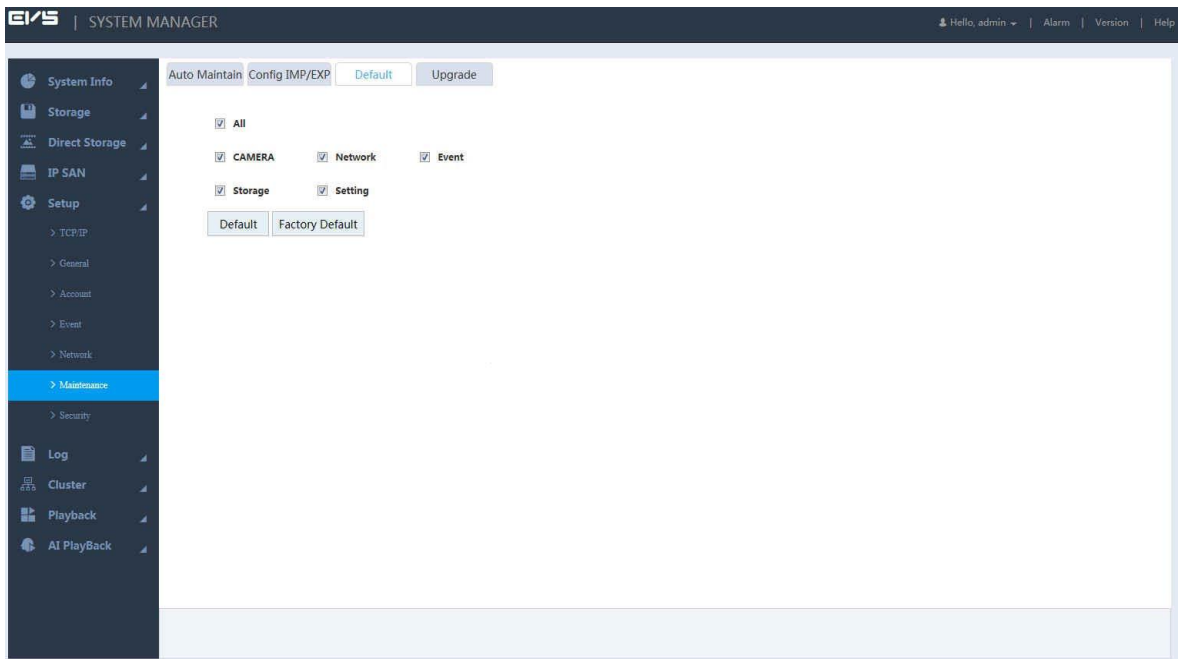 EVS | SYSTEM MANAGER
Hello, admin | Alarm | Version | Help
Auto Maintain Config IMP/EXP Default Upgrade
System Info
Storage
Direct Storage
IP SAN
Setup
> TCP/IP
> General
> Account
> Event
> Network
> Maintenance
> Security
Log
Cluster
Playback
AI PlayBack
All
CAMERA Network Event
Storage Setting
Default Factory Default